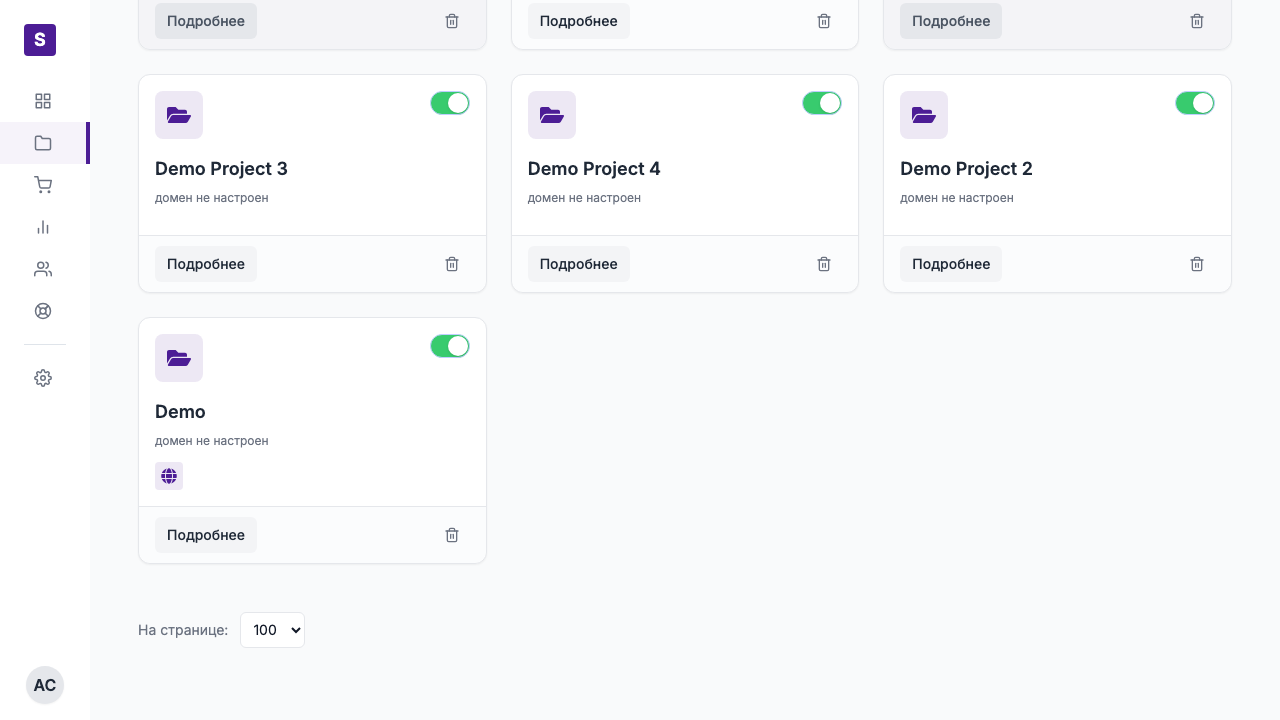 S
Подробнее
Подробнее
Подробнее
Demo Project 3
домен не настроен
Подробнее
Demo Project 4
домен не настроен
Подробнее
Demo Project 2
домен не настроен
Подробнее
Demo
домен не настроен
Подробнее
На странице: 100
AC